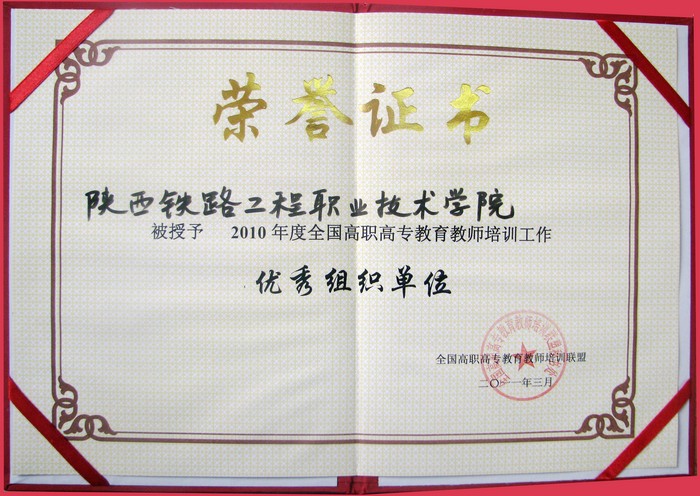 荣誉证书
陕西铁路工程职业技术学院
被授予 2010 年度全国高职高专教育教师培训工作
优秀组织单位
全国高职高专教育教师培训联盟
二〇一一年三月